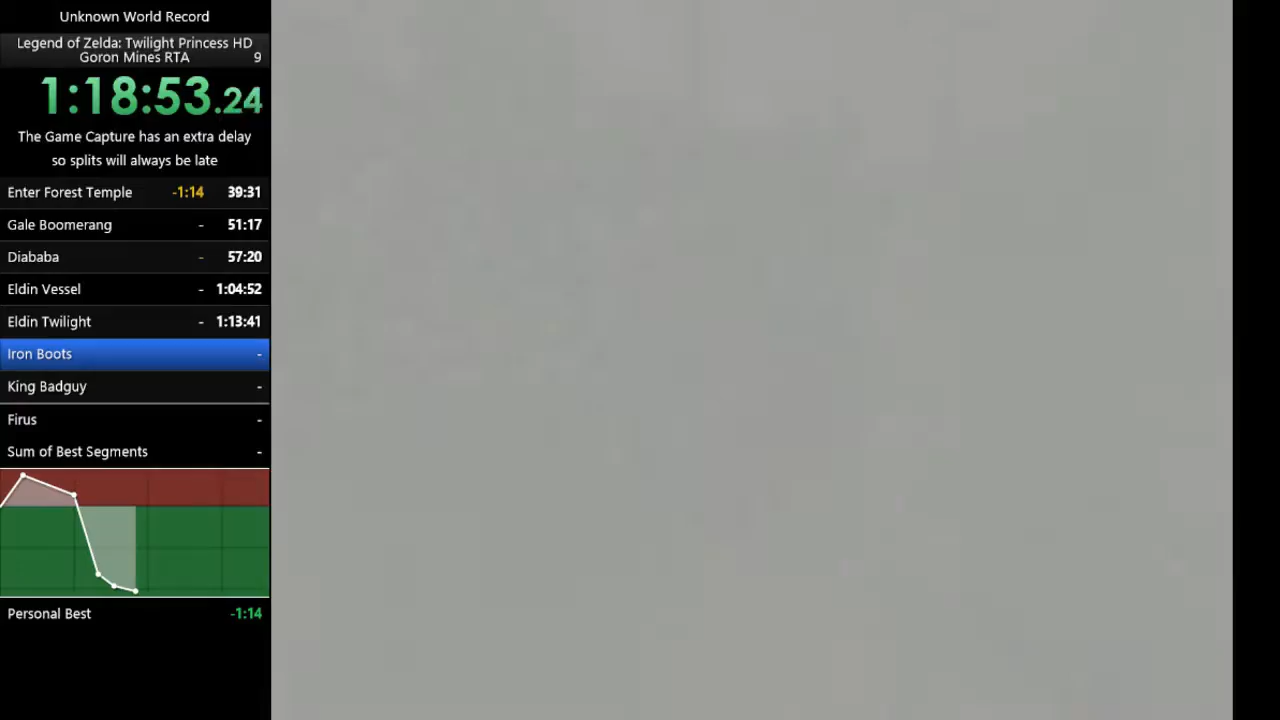 Unknown World Record
Legend of Zelda: Twilight Princess HD
Goron Mines RTA 9
1:18:53.24
The Game Capture has an extra delay
so splits will always be late
Enter Forest Temple -1:14 39:31
Gale Boomerang - 51:17
Diababa - 57:20
Eldin Vessel - 1:04:52
Eldin Twilight - 1:13:41
Iron Boots -
King Badguy -
Firus -
Sum of Best Segments -
Personal Best -1:14